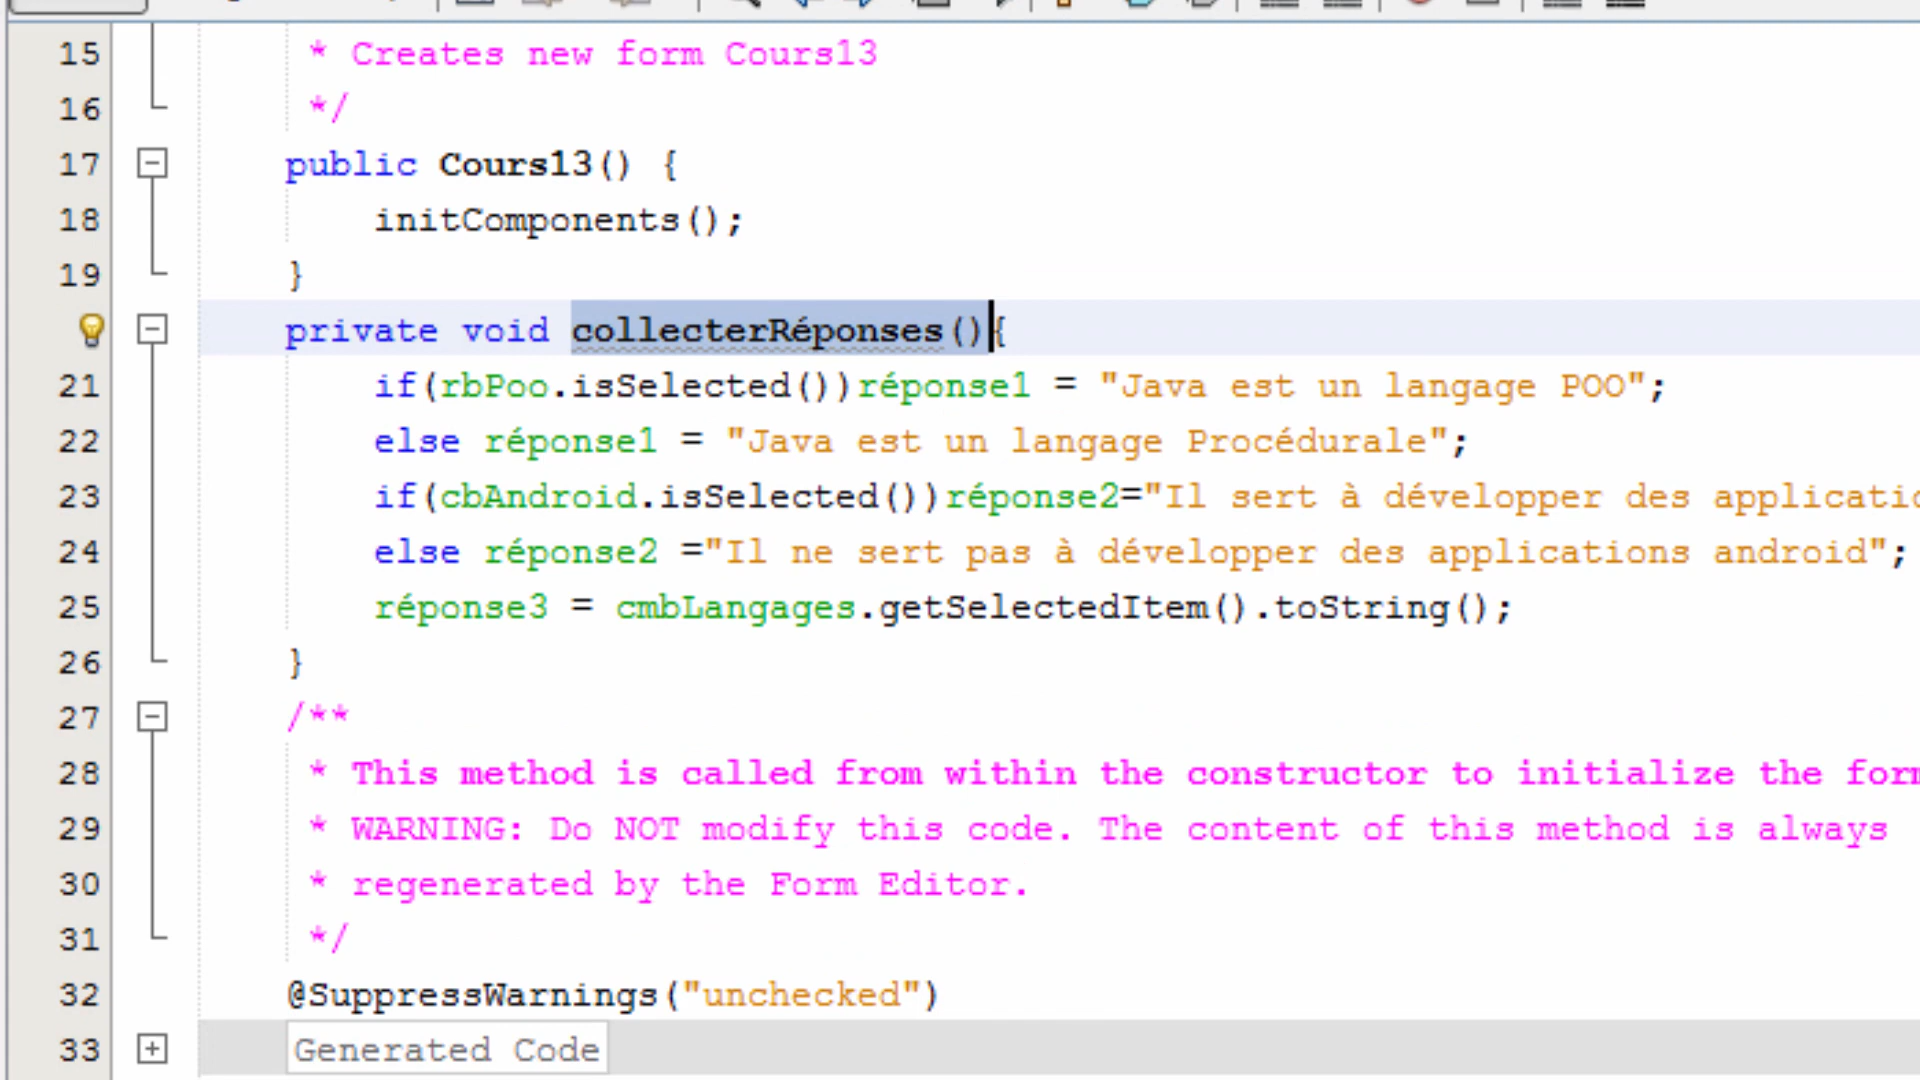 15 * Creates new form Cours13
16 */
17 public Cours13() {
18 initComponents();
19 }
private void collecterRéponses(){
21 if(rbPoo.isSelected())réponse1 = "Java est un langage POO";
22 else réponse1 = "Java est un langage Procédurale";
23 if(cbAndroid.isSelected())réponse2="Il sert à développer des applicatio
24 else réponse2 ="Il ne sert pas à développer des applications android";
25 réponse3 = cmbLangages.getSelectedItem().toString();
26 }
27 /**
28 * This method is called from within the constructor to initialize the form
29 * WARNING: Do NOT modify this code. The content of this method is always
30 * regenerated by the Form Editor.
31 */
32 @SuppressWarnings("unchecked")
33 Generated Code